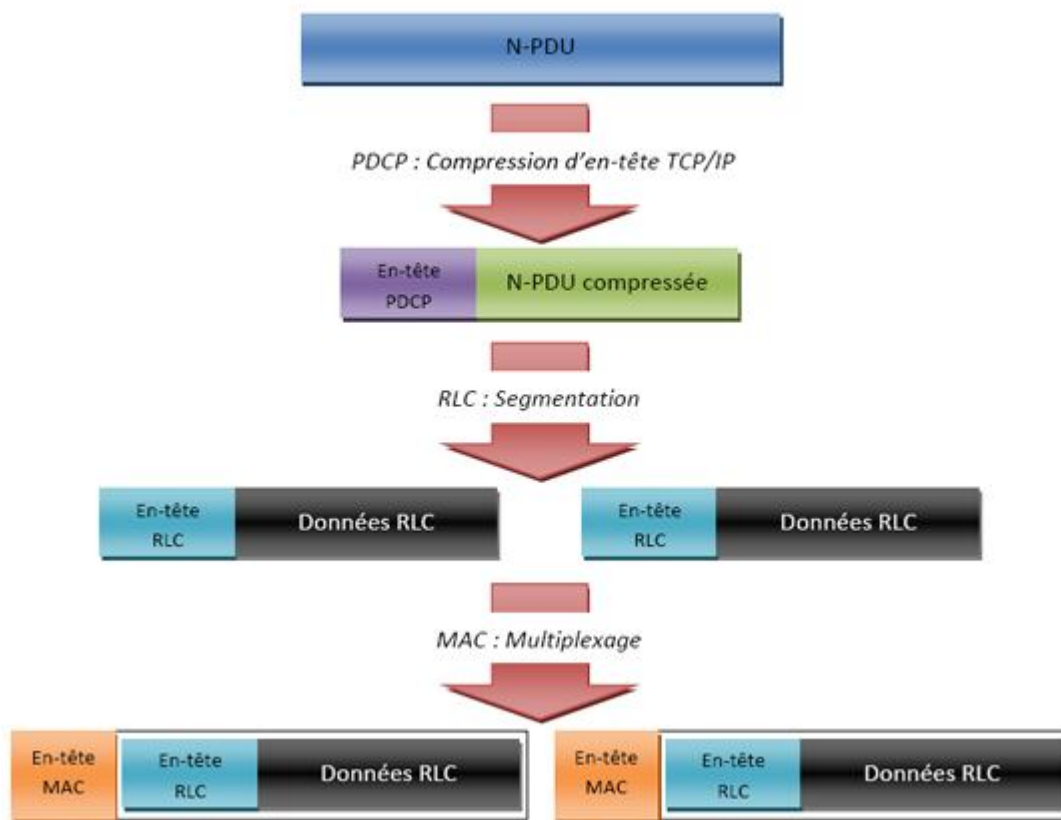 N-PDU
PDCP : Compression d'en-tête TCP/IP
En-tête
PDCP
N-PDU compressée
RLC : Segmentation
En-tête
RLC
Données RLC
En-tête
RLC
Données RLC
MAC : Multiplexage
En-tête
MAC
En-tête
RLC
Données RLC
En-tête
MAC
En-tête
RLC
Données RLC